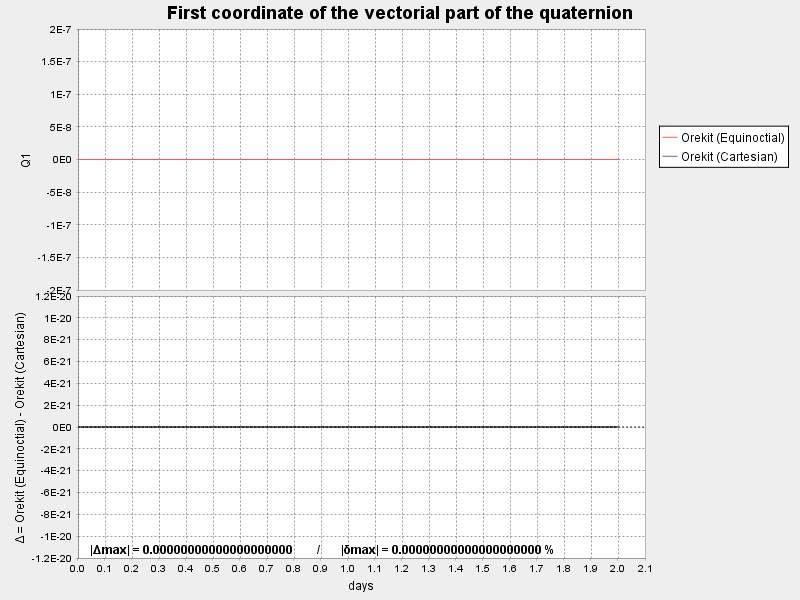 First coordinate of the vectorial part of the quaternion
2E-7
1.5E-7
1E-7
5E-8
0E0
-5E-8
-1E-7
-1.5E-7
-2E-7
Q1
Orekit (Equinoctial)
Orekit (Cartesian)
1.2E-20
1E-20
8E-21
6E-21
4E-21
2E-21
0E0
-2E-21
-4E-21
-6E-21
-8E-21
-1E-20
-1.2E-20
Δ = Orekit (Equinoctial) - Orekit (Cartesian)
|Δmax| = 0.00000000000000000000 / |δmax| = 0.00000000000000000000 %
0.0 0.1 0.2 0.3 0.4 0.5 0.6 0.7 0.8 0.9 1.0 1.1 1.2 1.3 1.4 1.5 1.6 1.7 1.8 1.9 2.0 2.1
days